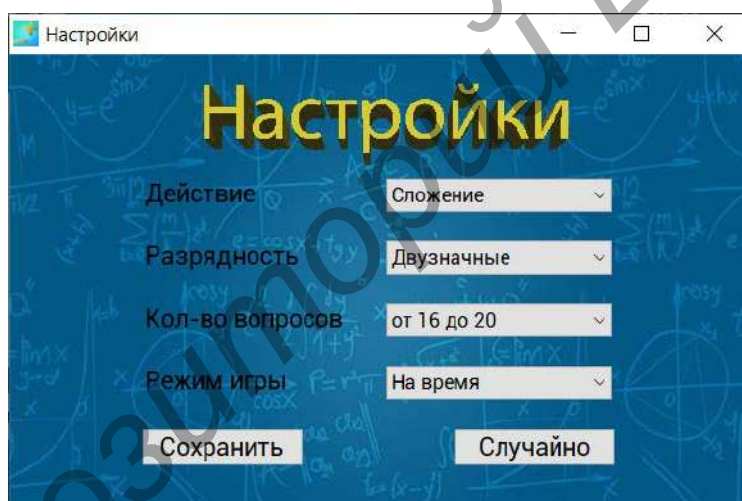 Настройки
Настройки
Действие Сложение
Разрядность Двузначные
Кол-во вопросов от 16 до 20
Режим игры На время
Сохранить Случайно